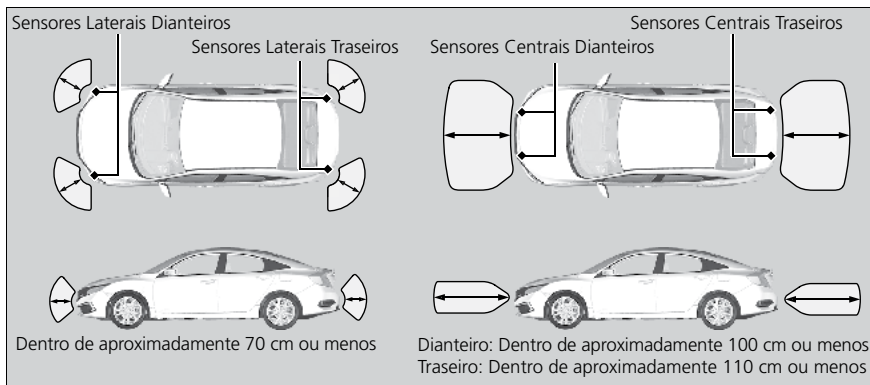 Sensores Laterais Dianteiros
Sensores Laterais Traseiros
Dentro de aproximadamente 70 cm ou menos
Sensores Centrais Traseiros
Sensores Centrais Dianteiros
Dianteiro: Dentro de aproximadamente 100 cm ou menos
Traseiro: Dentro de aproximadamente 110 cm ou menos